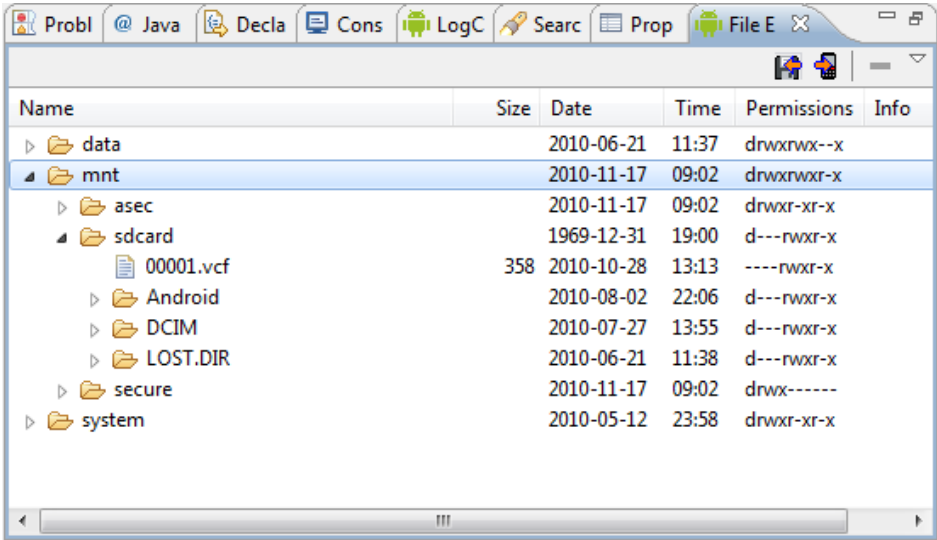 Probl @ Java Decla Cons LogC Searc Prop File E
Name Size Date Time Permissions Info
data 2010-06-21 11:37 drwxrwx--x
mnt 2010-11-17 09:02 drwxrwxr-x
asec 2010-11-17 09:02 drwxr-xr-x
sdcard 1969-12-31 19:00 d---rwxr-x
00001.vcf 358 2010-10-28 13:13 ----rwxr-x
Android 2010-08-02 22:06 d---rwxr-x
DCIM 2010-07-27 13:55 d---rwxr-x
LOST.DIR 2010-06-21 11:38 d---rwxr-x
secure 2010-11-17 09:02 drwx------
system 2010-05-12 23:58 drwxr-xr-x